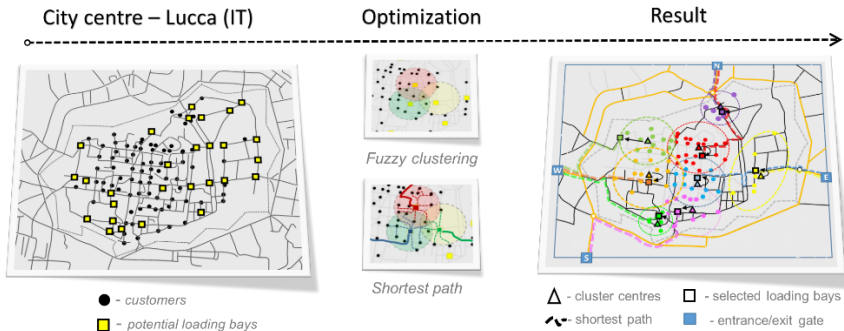 City centre – Lucca (IT)
Optimization
Result
Fuzzy clustering
Shortest path
N
W
E
S
- customers
- potential loading bays
- cluster centres
- selected loading bays
- shortest path
- entrance/exit gate